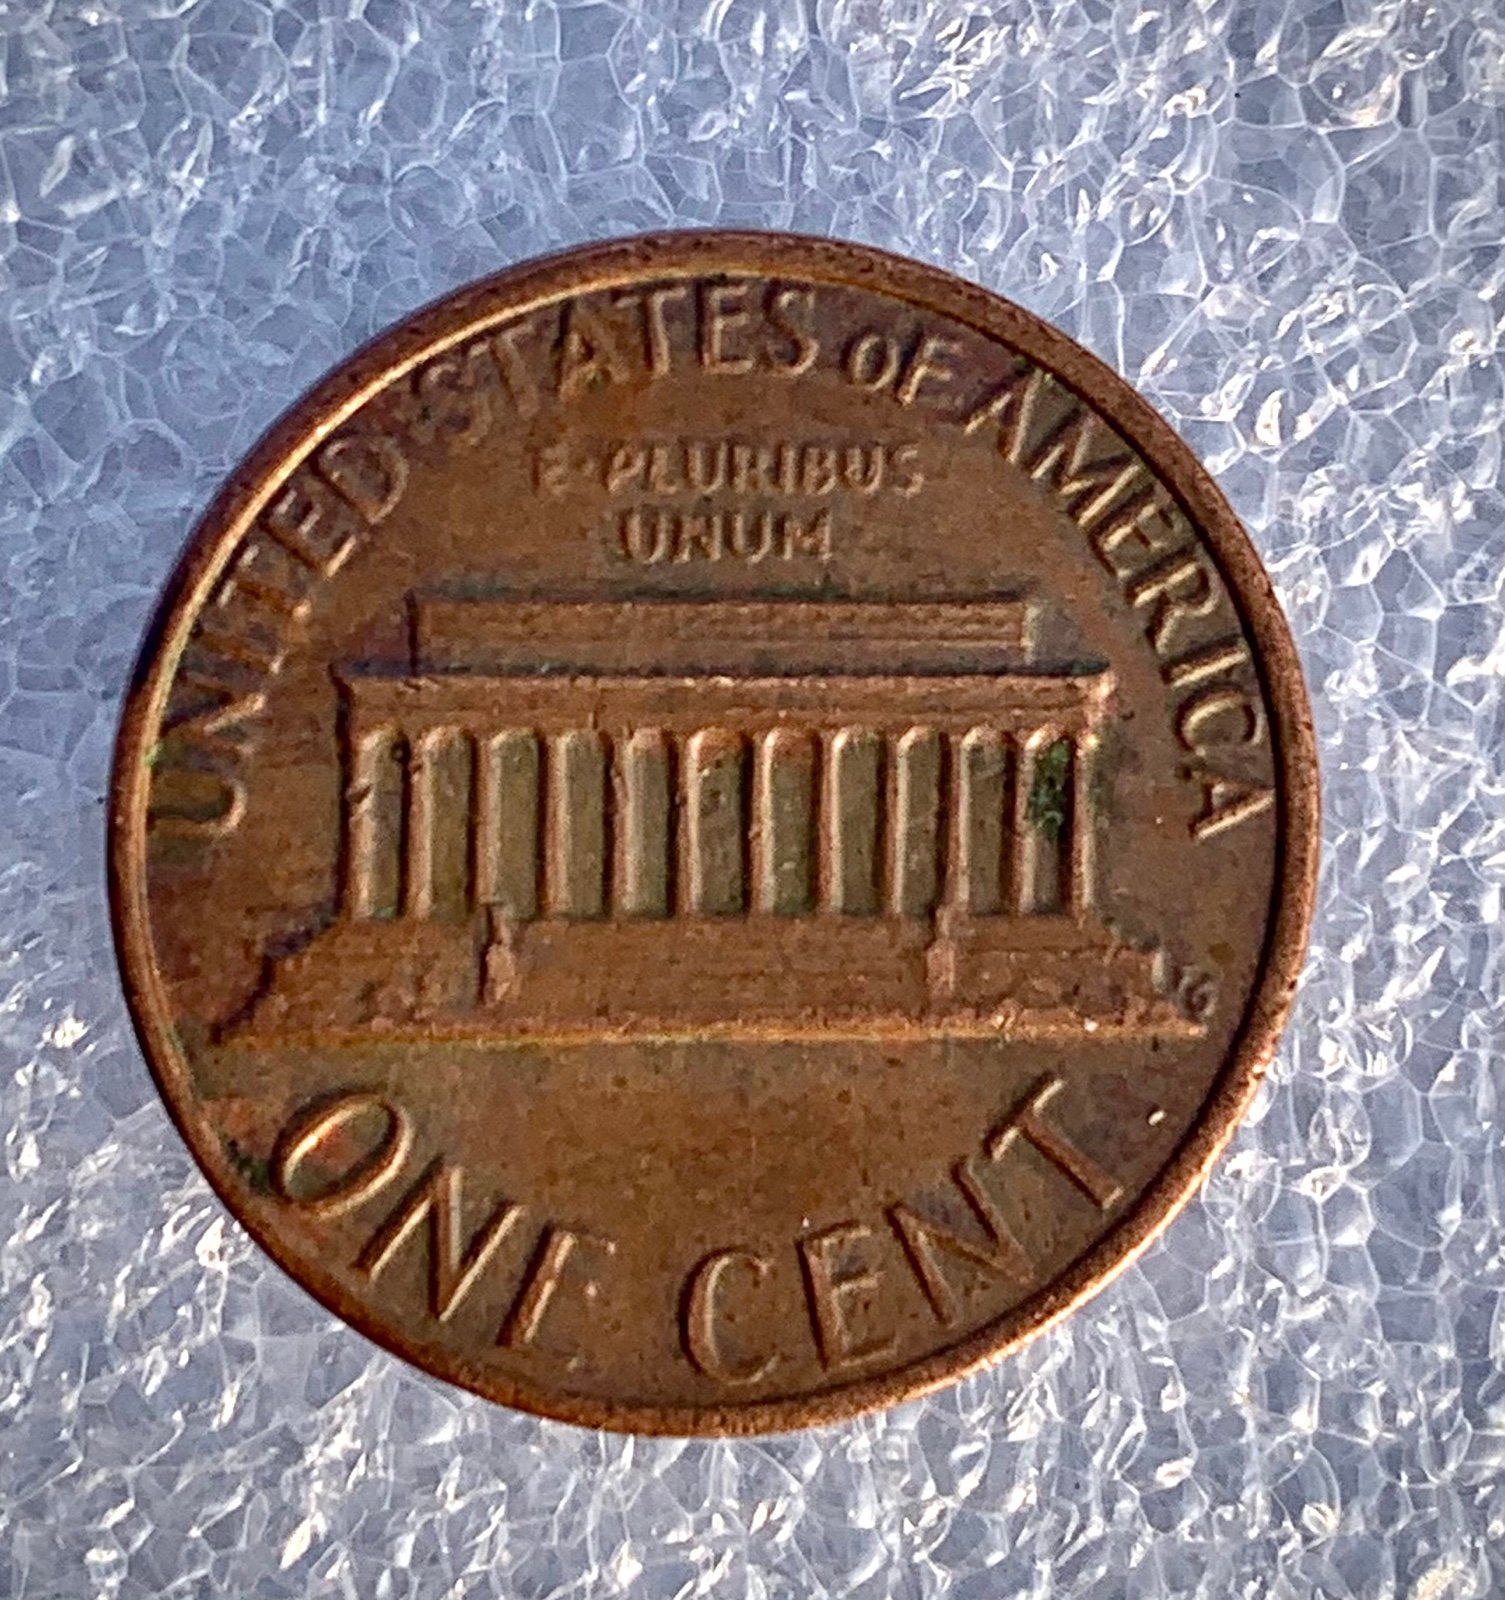 UNITED STATES OF AMERICA
E PLURIBUS
UNUM
ONE CENT